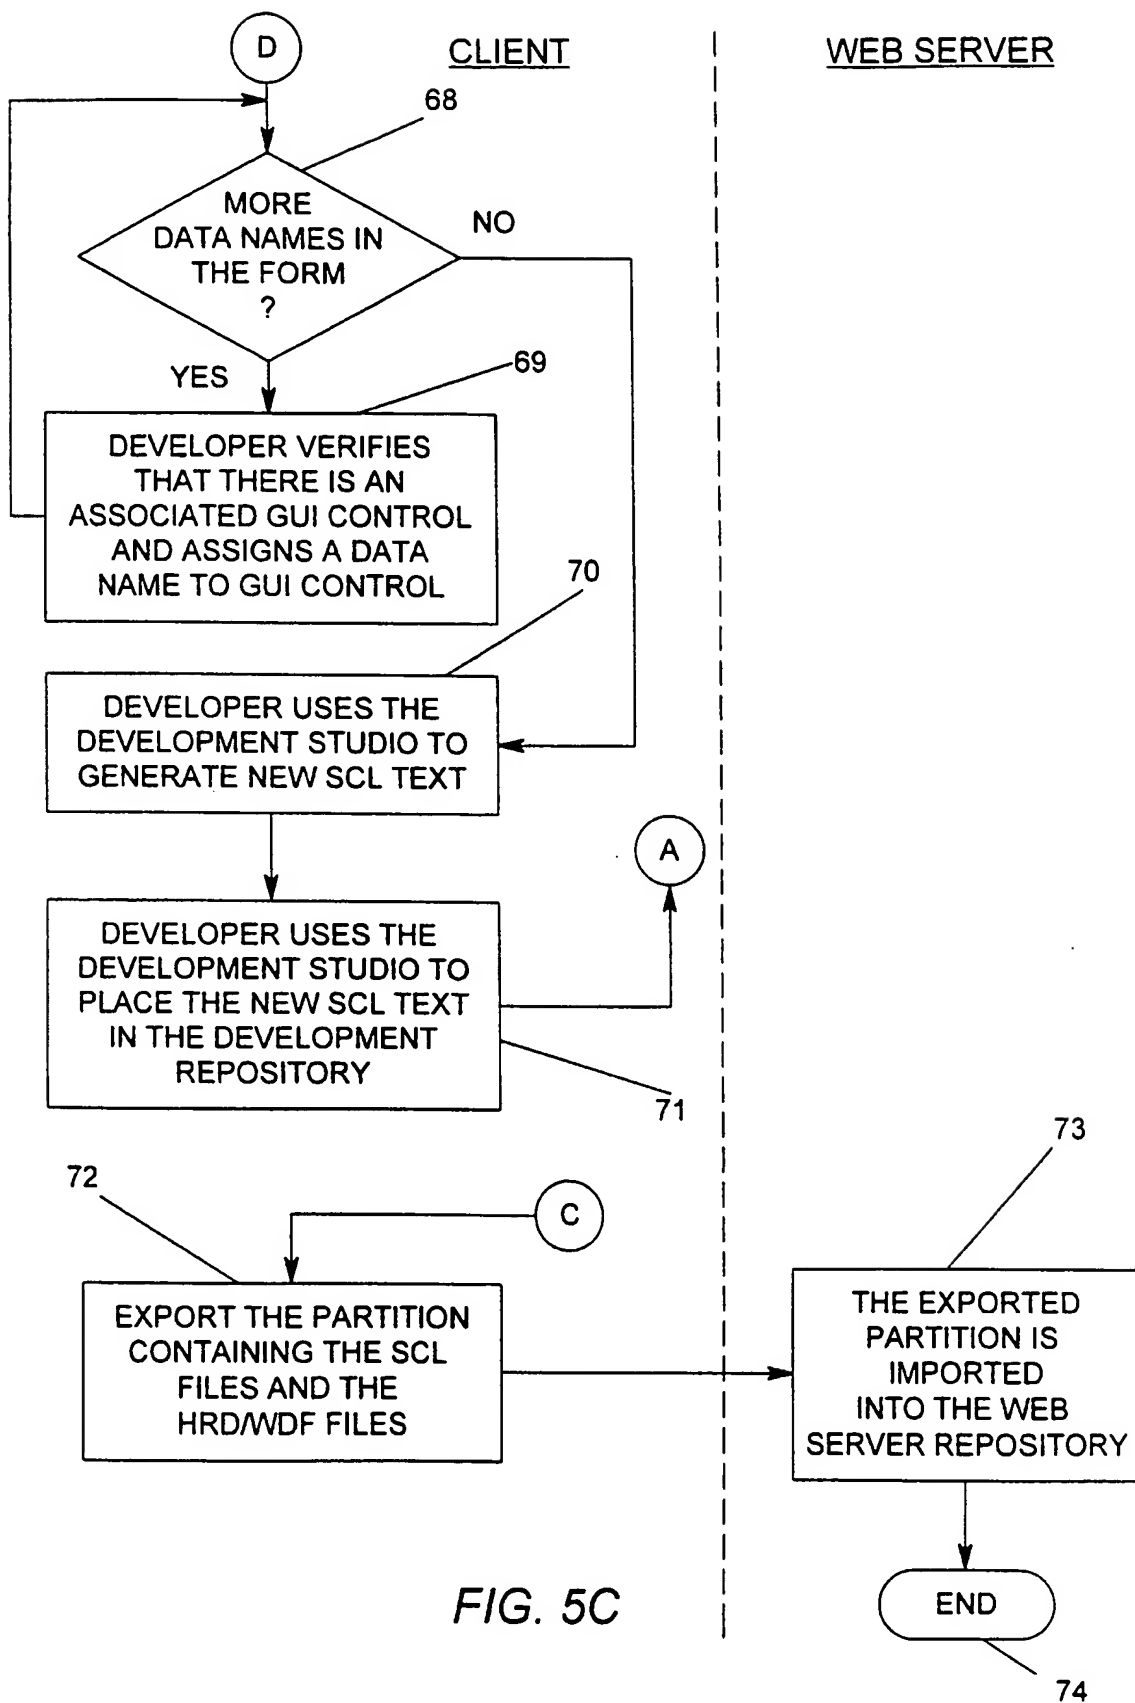 D
CLIENT
WEB SERVER
68
MORE
DATA NAMES IN
THE FORM
?
NO
YES
69
DEVELOPER VERIFIES
THAT THERE IS AN
ASSOCIATED GUI CONTROL
AND ASSIGNS A DATA
NAME TO GUI CONTROL
70
DEVELOPER USES THE
DEVELOPMENT STUDIO TO
GENERATE NEW SCL TEXT
A
DEVELOPER USES THE
DEVELOPMENT STUDIO TO
PLACE THE NEW SCL TEXT
IN THE DEVELOPMENT
REPOSITORY
71
72
C
EXPORT THE PARTITION
CONTAINING THE SCL
FILES AND THE
HRD/WDF FILES
73
THE EXPORTED
PARTITION IS
IMPORTED
INTO THE WEB
SERVER REPOSITORY
END
74
FIG. 5C